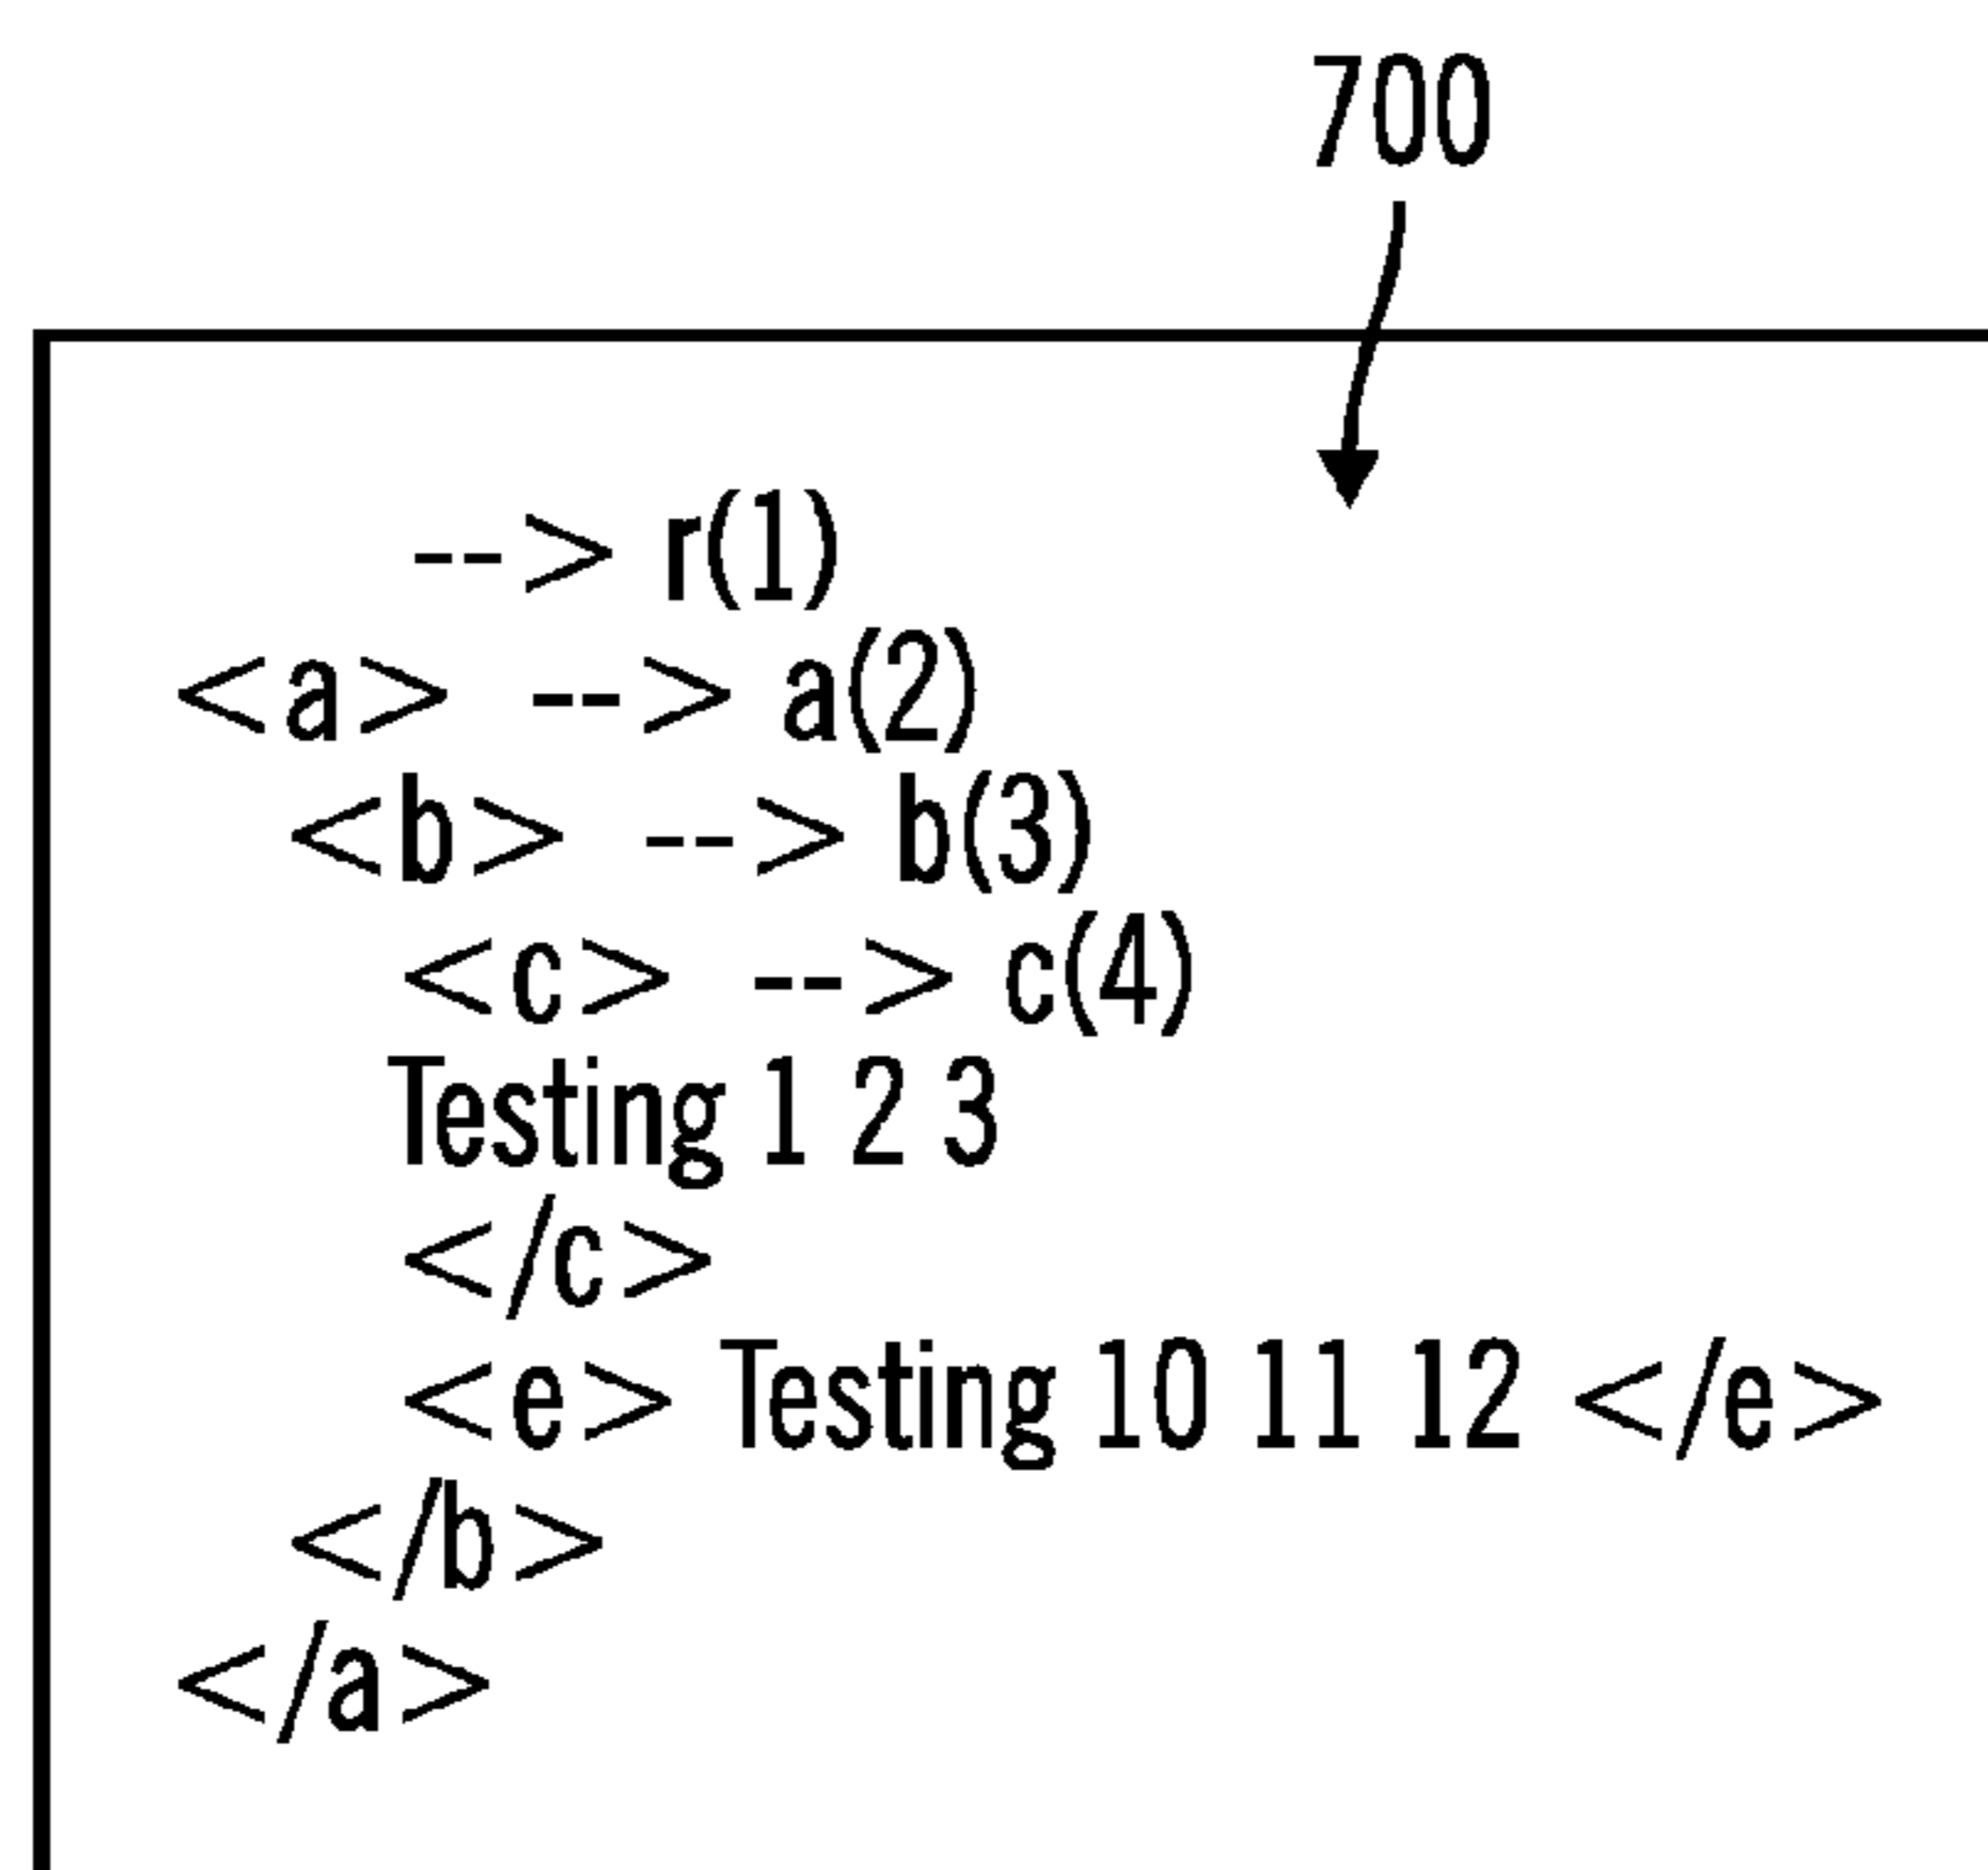 700
--> r(1)
<a> --> a(2)
<b> --> b(3)
<c> --> c(4)
Testing 1 2 3
</c>
<e> Testing 10 11 12 </e>
</b>
</a>